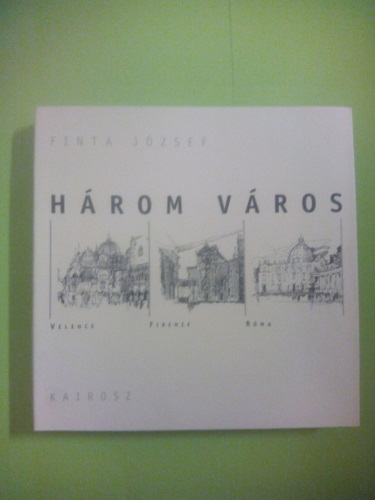 FINTA JÓZSEF
HÁROM VÁROS
VELENCE FIRENZE RÓMA
KAIROSZ